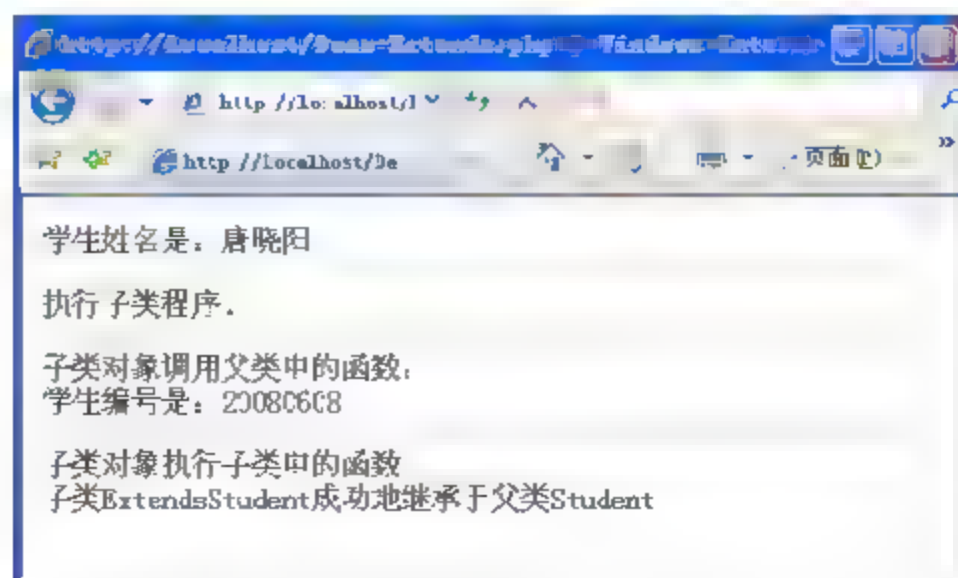 http://lo
http://Localhost/De
页面(P)
»
学生姓名是：唐晓阳
执行子类程序.
子类对象调用父类中的函数:
学生编号是：20080608
子类对象执行子类中的函数
子类ExtendsStudent成功地继承于父类Student